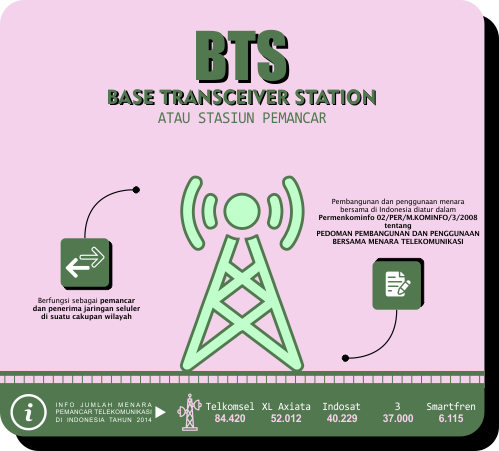 BTS
BASE TRANSCEIVER STATION
ATAU STASIUN PEMANCAR
Pembangunan dan penggunaan menara
bersama di Indonesia diatur dalam
Permenkominfo 02/PER/M.KOMINFO/3/2008
tentang
PEDOMAN PEMBANGUNAN DAN PENGGUNAAN
BERSAMA MENARA TELEKOMUNIKASI
Berfungsi sebagai pemancar
dan penerima jaringan seluler
di suatu cakupan wilayah
i
INFO JUMLAH MENARA
PEMANCAR TELEKOMUNIKASI
DI INDONESIA TAHUN 2014
Telkomsel XL Axiata Indosat 3 Smartfren
84.420 52.012 40.229 37.000 6.115